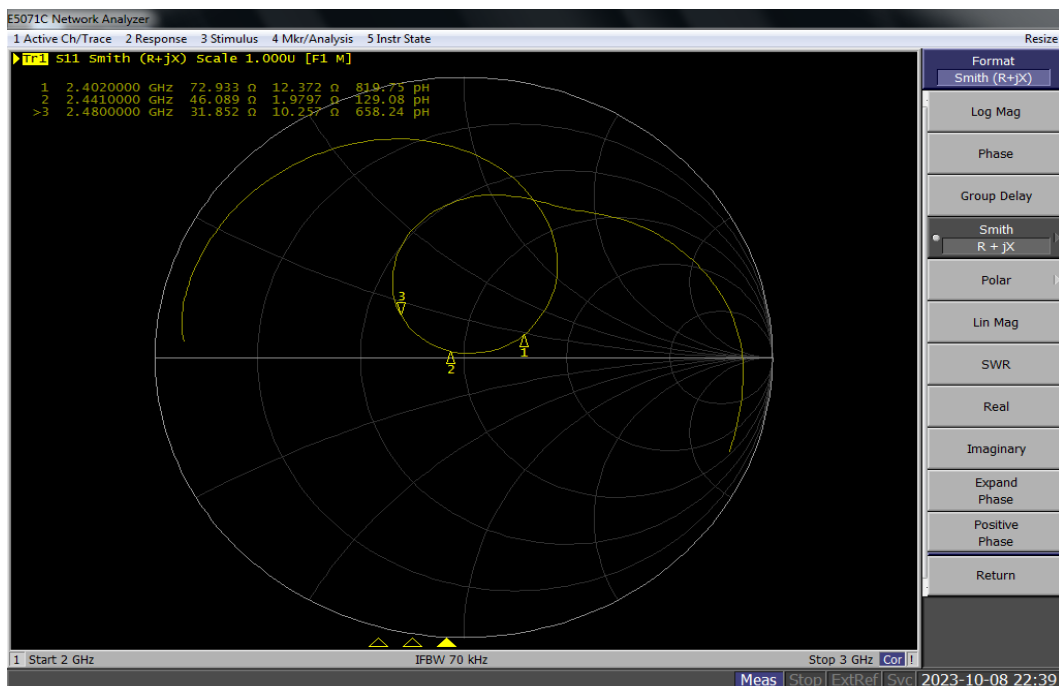 E5071C Network Analyzer
1 Active Ch/Trace 2 Response 3 Stimulus 4 Mkr/Analysis 5 Instr State
Resize
Tr1 S11 Smith (R+jX) Scale 1.000U [F1 M]
1 2.4020000 GHz 72.933 Ω 12.372 Ω 819.75 pH
2 2.4410000 GHz 46.089 Ω 1.9797 Ω 129.08 pH
>3 2.4800000 GHz 31.852 Ω 10.257 Ω 658.24 pH
3
1
2
Format
Smith (R+jX)
Log Mag
Phase
Group Delay
Smith
R + jX
Polar
Lin Mag
SWR
Real
Imaginary
Expand
Phase
Positive
Phase
Return
1 Start 2 GHz
IFBW 70 kHz
Stop 3 GHz Cor !
Meas Stop ExtRef Svc 2023-10-08 22:39